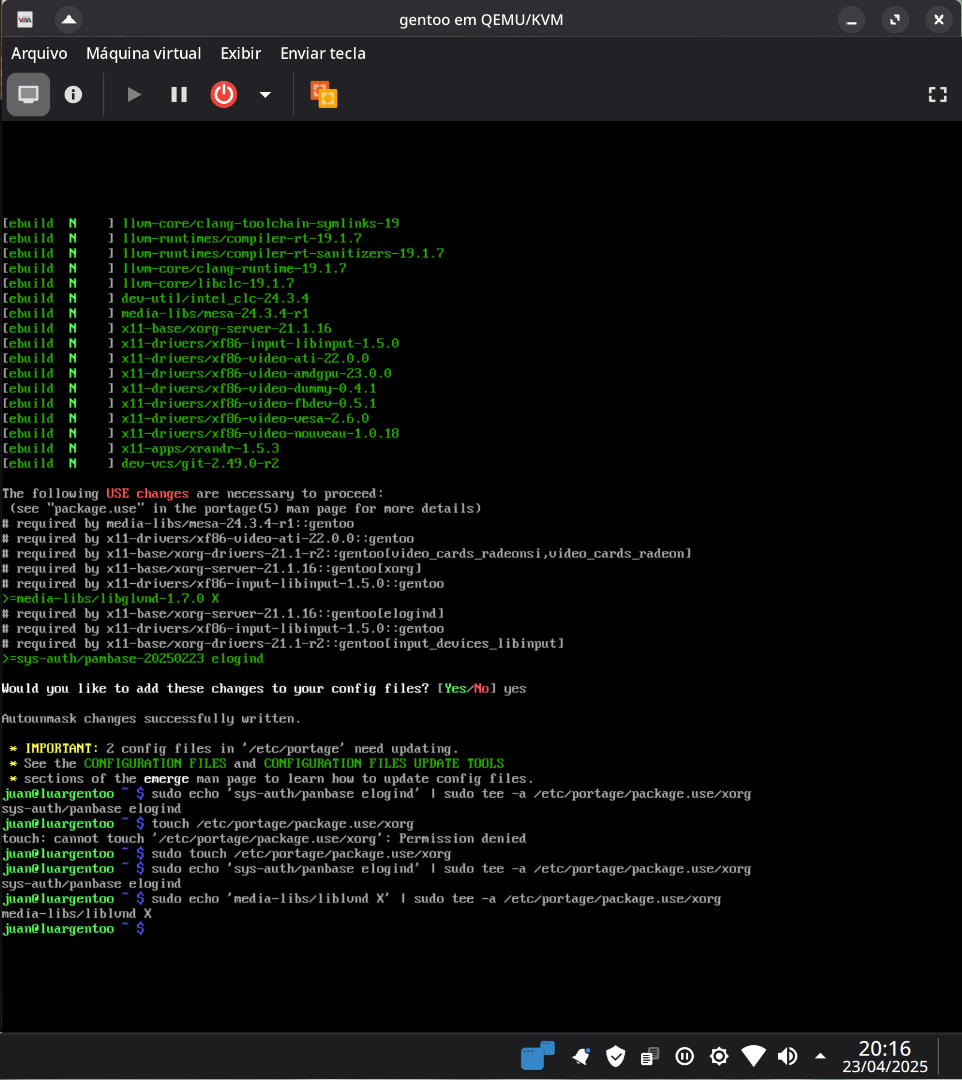 gentoo em QEMU/KVM
Arquivo Máquina virtual Exibir Enviar tecla
[ebuild N ] llvm-core/clang-toolchain-symlinks-19
[ebuild N ] llvm-runtimes/compiler-rt-19.1.7
[ebuild N ] llvm-runtimes/compiler-rt-sanitizers-19.1.7
[ebuild N ] llvm-core/clang-runtime-19.1.7
[ebuild N ] llvm-core/libclc-19.1.7
[ebuild N ] dev-util/intel_clc-24.3.4
[ebuild N ] media-libs/mesa-24.3.4-r1
[ebuild N ] x11-base/xorg-server-21.1.16
[ebuild N ] x11-drivers/xf86-input-libinput-1.5.0
[ebuild N ] x11-drivers/xf86-video-ati-22.0.0
[ebuild N ] x11-drivers/xf86-video-amdgpu-23.0.0
[ebuild N ] x11-drivers/xf86-video-dummy-0.4.1
[ebuild N ] x11-drivers/xf86-video-fbdev-0.5.1
[ebuild N ] x11-drivers/xf86-video-vesa-2.6.0
[ebuild N ] x11-drivers/xf86-video-nouveau-1.0.18
[ebuild N ] x11-apps/xrandr-1.5.3
[ebuild N ] dev-vcs/git-2.49.0-r2
The following USE changes are necessary to proceed:
(see "package.use" in the portage(5) man page for more details)
# required by media-libs/mesa-24.3.4-r1::gentoo
# required by x11-drivers/xf86-video-ati-22.0.0::gentoo
# required by x11-base/xorg-drivers-21.1-r2::gentoo[video_cards_radeonsi,video_cards_radeon]
# required by x11-base/xorg-server-21.1.16::gentoo[xorg]
# required by x11-drivers/xf86-input-libinput-1.5.0::gentoo
>=media-libs/libglvnd-1.7.0 X
# required by x11-base/xorg-server-21.1.16::gentoo[elogind]
# required by x11-drivers/xf86-input-libinput-1.5.0::gentoo
# required by x11-base/xorg-drivers-21.1-r2::gentoo[input_devices_libinput]
>=sys-auth/pambase-20250223 elogind
Would you like to add these changes to your config files? [Yes/No] yes
Autounmask changes successfully written.
* IMPORTANT: 2 config files in '/etc/portage' need updating.
* See the CONFIGURATION FILES and CONFIGURATION FILES UPDATE TOOLS
* sections of the emerge man page to learn how to update config files.
juan@luargentoo ~ $ sudo echo 'sys-auth/panbase elogind' | sudo tee -a /etc/portage/package.use/xorg
sys-auth/panbase elogind
juan@luargentoo ~ $ touch /etc/portage/package.use/xorg
touch: cannot touch '/etc/portage/package.use/xorg': Permission denied
juan@luargentoo ~ $ sudo touch /etc/portage/package.use/xorg
juan@luargentoo ~ $ sudo echo 'sys-auth/panbase elogind' | sudo tee -a /etc/portage/package.use/xorg
sys-auth/panbase elogind
juan@luargentoo ~ $ sudo echo 'media-libs/liblvnd X' | sudo tee -a /etc/portage/package.use/xorg
media-libs/liblvnd X
juan@luargentoo ~ $
20:16
23/04/2025